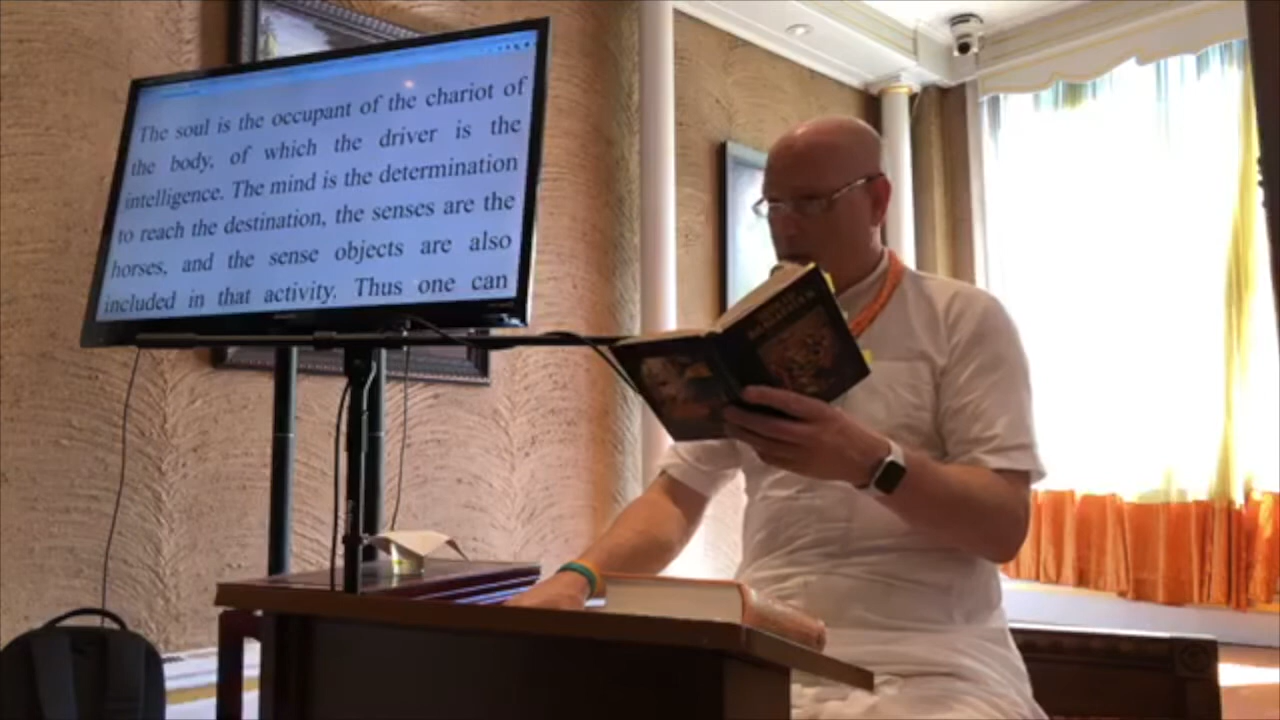 The soul is the occupant of the chariot of
the body, of which the driver is the
intelligence. The mind is the determination
to reach the destination, the senses are the
horses, and the sense objects are also
included in that activity. Thus one can